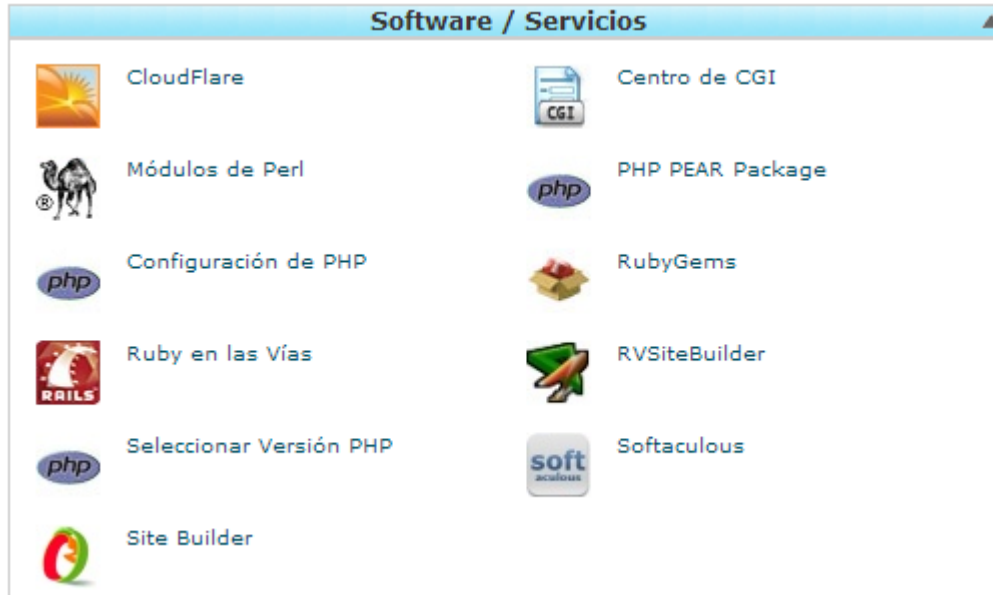 Software / Servicios
CloudFlare
Centro de CGI
CGI
Módulos de Perl
®
PHP PEAR Package
php
Configuración de PHP
php
RubyGems
Ruby en las Vías
RAILS
RVSiteBuilder
Seleccionar Versión PHP
php
Softaculous
soft
aculous
Site Builder